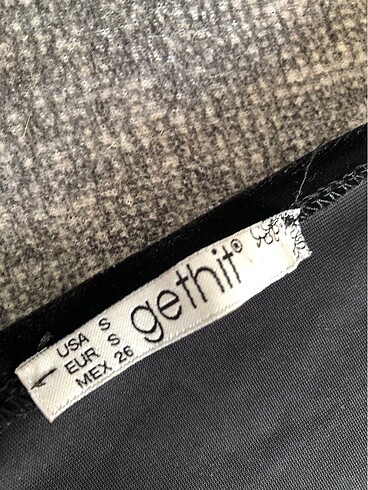 USA S
EUR S
MEX 26
gethit®